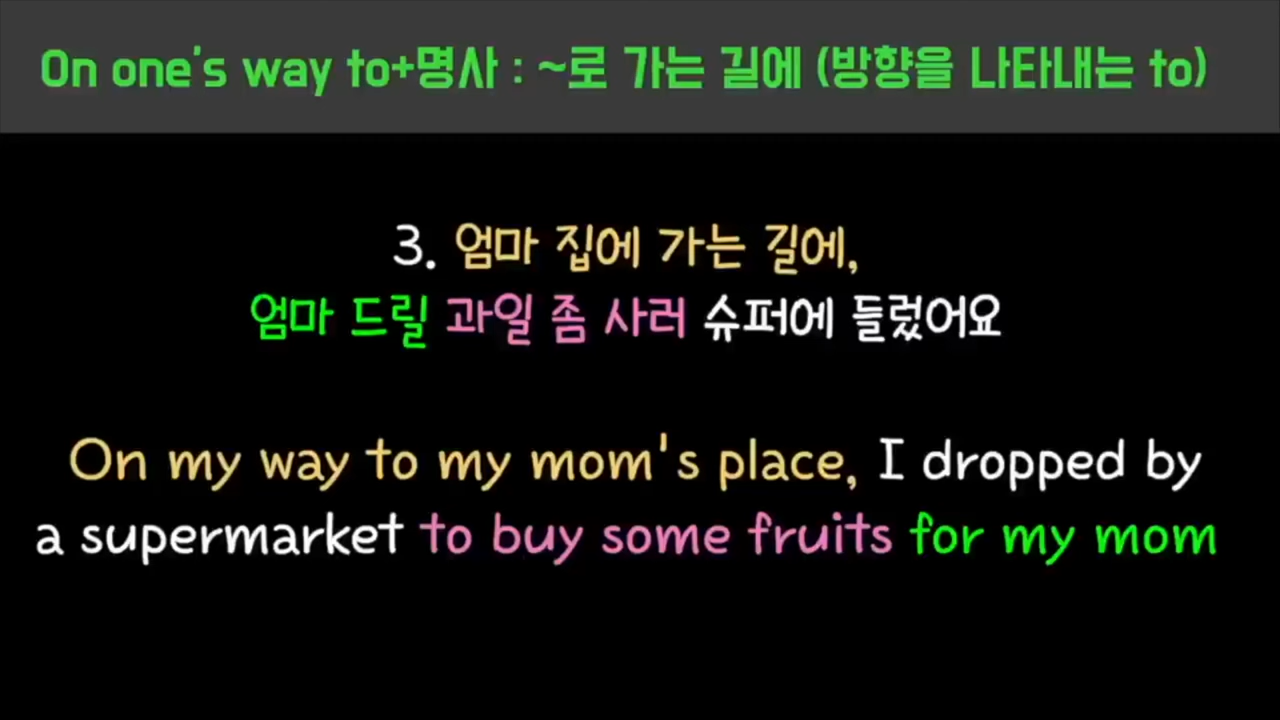 On one's way to+명사 : ~로 가는 길에 (방향을 나타내는 to)
3. 엄마 집에 가는 길에,
엄마 드릴 과일 좀 사러 슈퍼에 들렀어요
On my way to my mom's place, I dropped by
a supermarket to buy some fruits for my mom